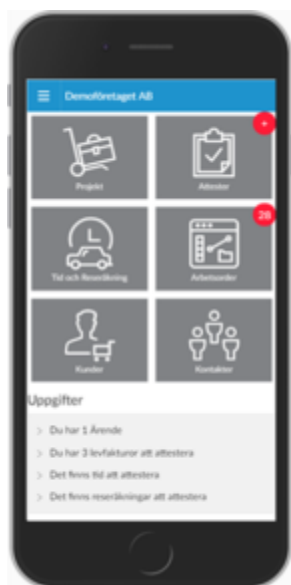 Demoföretaget AB
+
Projekt
Attester
28
Tid och Reseräkning
Arbetsorder
Kunder
Kontakter
Uppgifter
> Du har 1 Ärende
> Du har 3 levfakturor att attestera
> Det finns tid att attestera
> Det finns reseräkningar att attestera